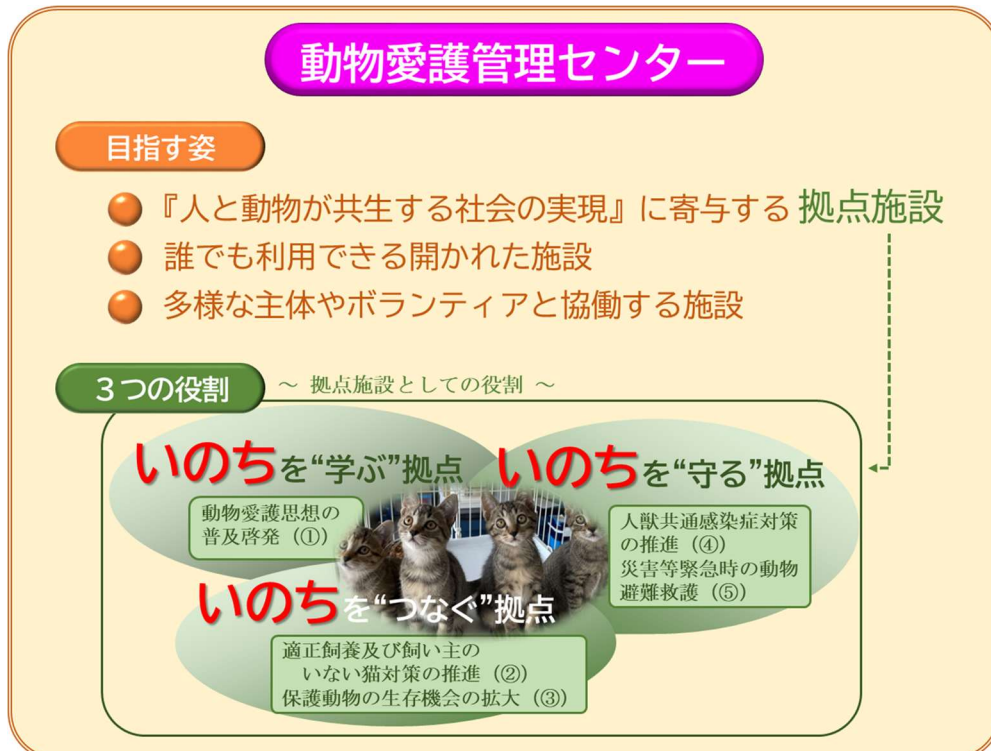 動物愛護管理センター
目指す姿
『人と動物が共生する社会の実現』に寄与する 拠点施設
誰でも利用できる開かれた施設
多様な主体やボランティアと協働する施設
３つの役割
～ 拠点施設としての役割 ～
いのちを“学ぶ”拠点
動物愛護思想の
普及啓発（①）
いのちを“守る”拠点
人獣共通感染症対策
の推進（④）
災害等緊急時の動物
避難救護（⑤）
いのちを“つなぐ”拠点
適正飼養及び飼い主の
いない猫対策の推進（②）
保護動物の生存機会の拡大（③）